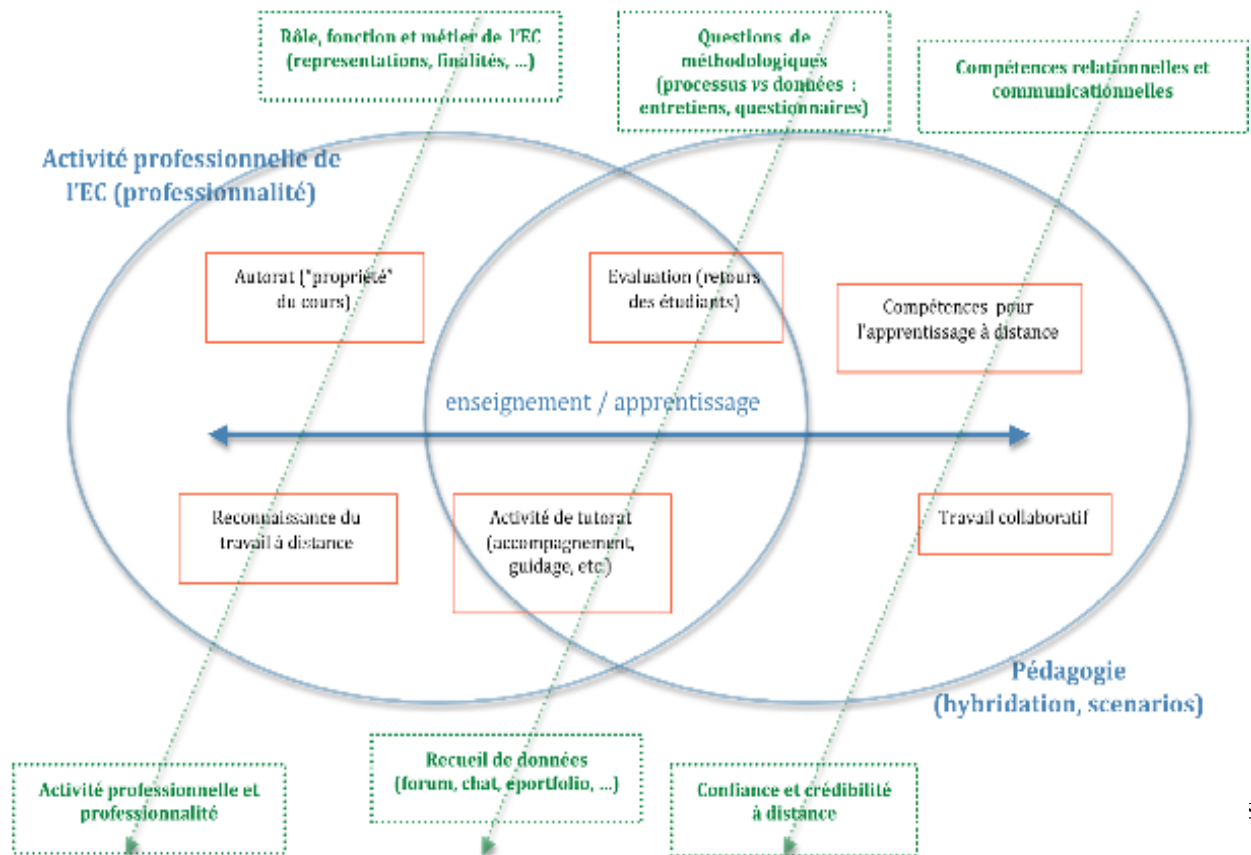 Rôle, fonction et métier de l'EC
(representations, finalités, ...)
Questions de
méthodologiques
(processus vs données :
entretiens, questionnaires)
Compétences relationnelles et
communicationnelles
Activité professionnelle de
l'EC (professionnalité)
Autorat ("propriété"
du cours)
Evaluation (retours
des étudiants)
Compétences pour
l'apprentissage à distance
enseignement / apprentissage
Reconnaissance du
travail à distance
Activité de tutorat
(accompagnement,
guidage, etc.)
Travail collaboratif
Pédagogie
(hybridation, scenarios)
Activité professionnelle et
professionnalité
Recueil de données
(forum, chat, eportfolio, ...)
Confiance et crédibilité
à distance